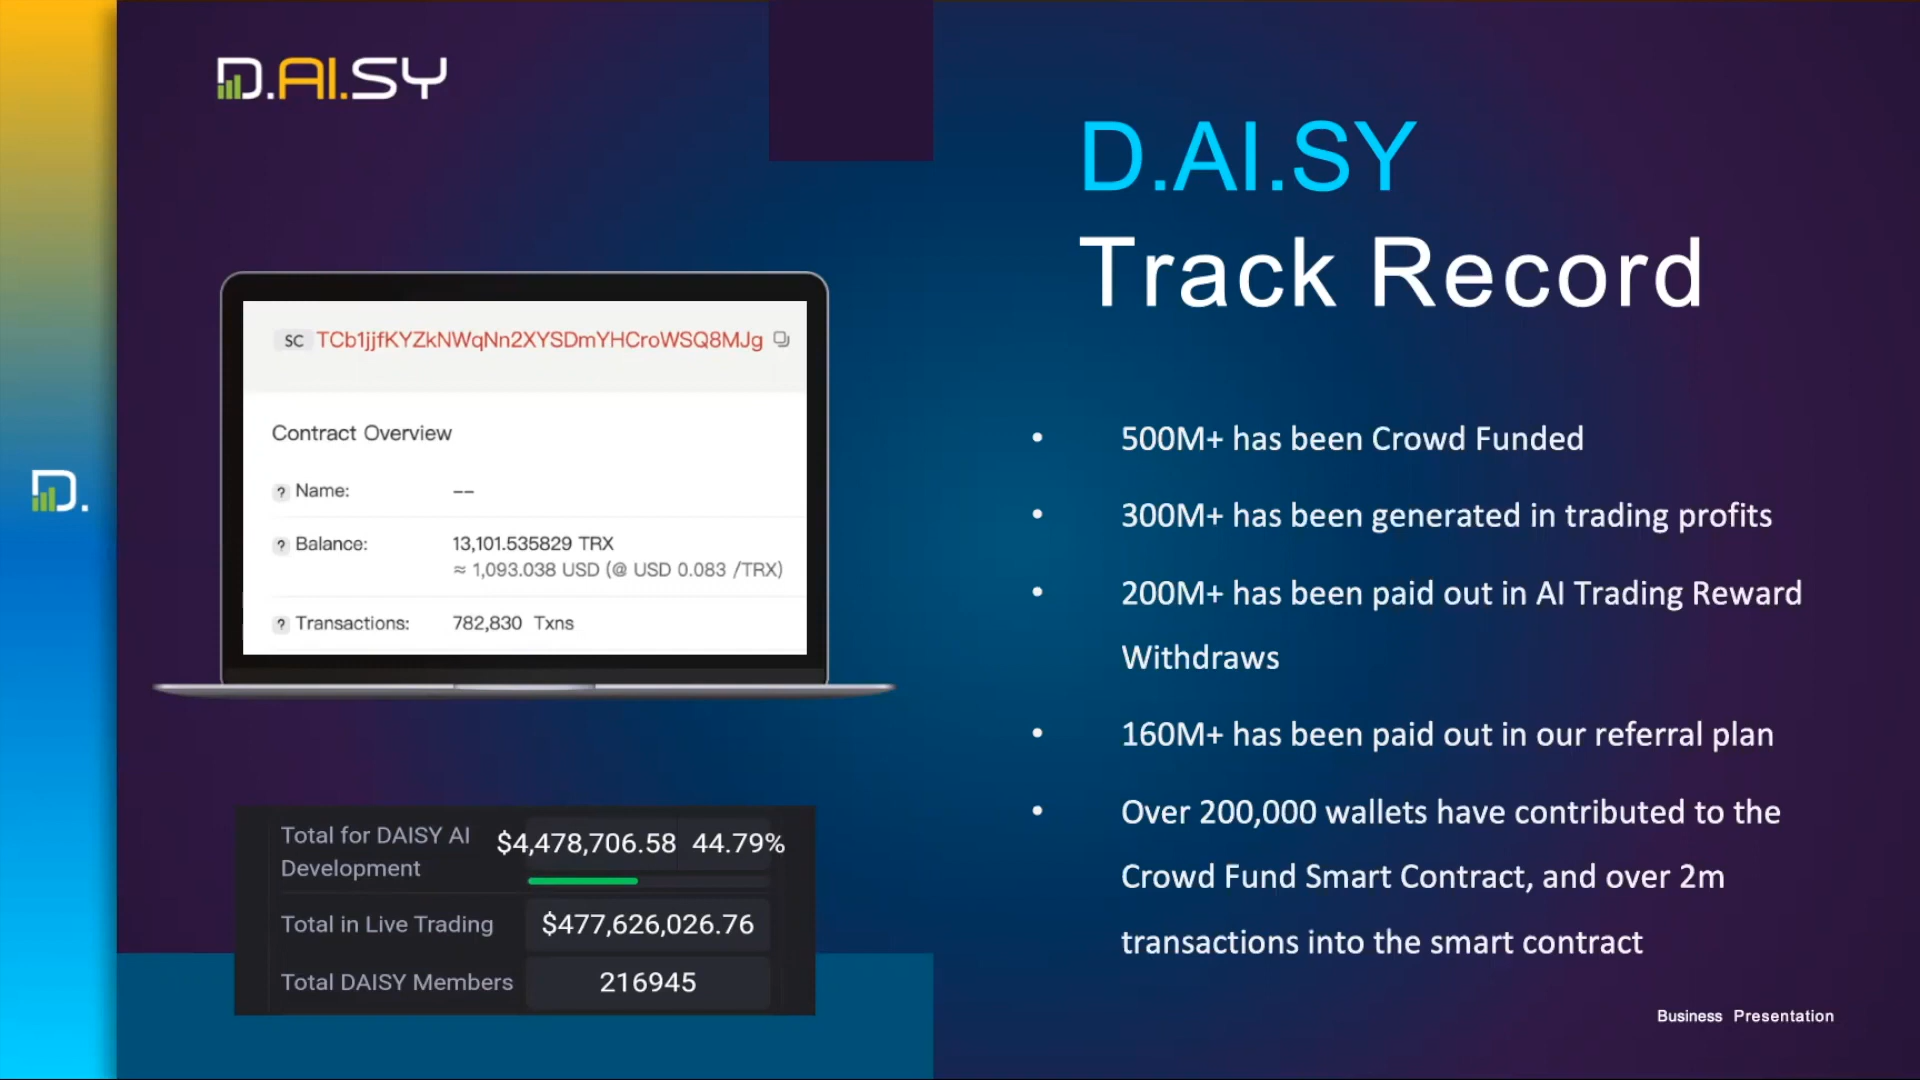 D.AI.SY
D.AI.SY
Track Record
SC TCb1jjfKYZkNWqNn2XYSDmYHCroWSQ8MJg
Contract Overview
? Name: --
? Balance: 13,101.535829 TRX
≈ 1,093.038 USD (@ USD 0.083 /TRX)
? Transactions: 782,830 Txns
D.
• 500M+ has been Crowd Funded
• 300M+ has been generated in trading profits
• 200M+ has been paid out in AI Trading Reward
Withdraws
• 160M+ has been paid out in our referral plan
• Over 200,000 wallets have contributed to the
Crowd Fund Smart Contract, and over 2m
transactions into the smart contract
Total for DAISY AI
Development $4,478,706.58 44.79%
Total in Live Trading $477,626,026.76
Total DAISY Members 216945
Business Presentation